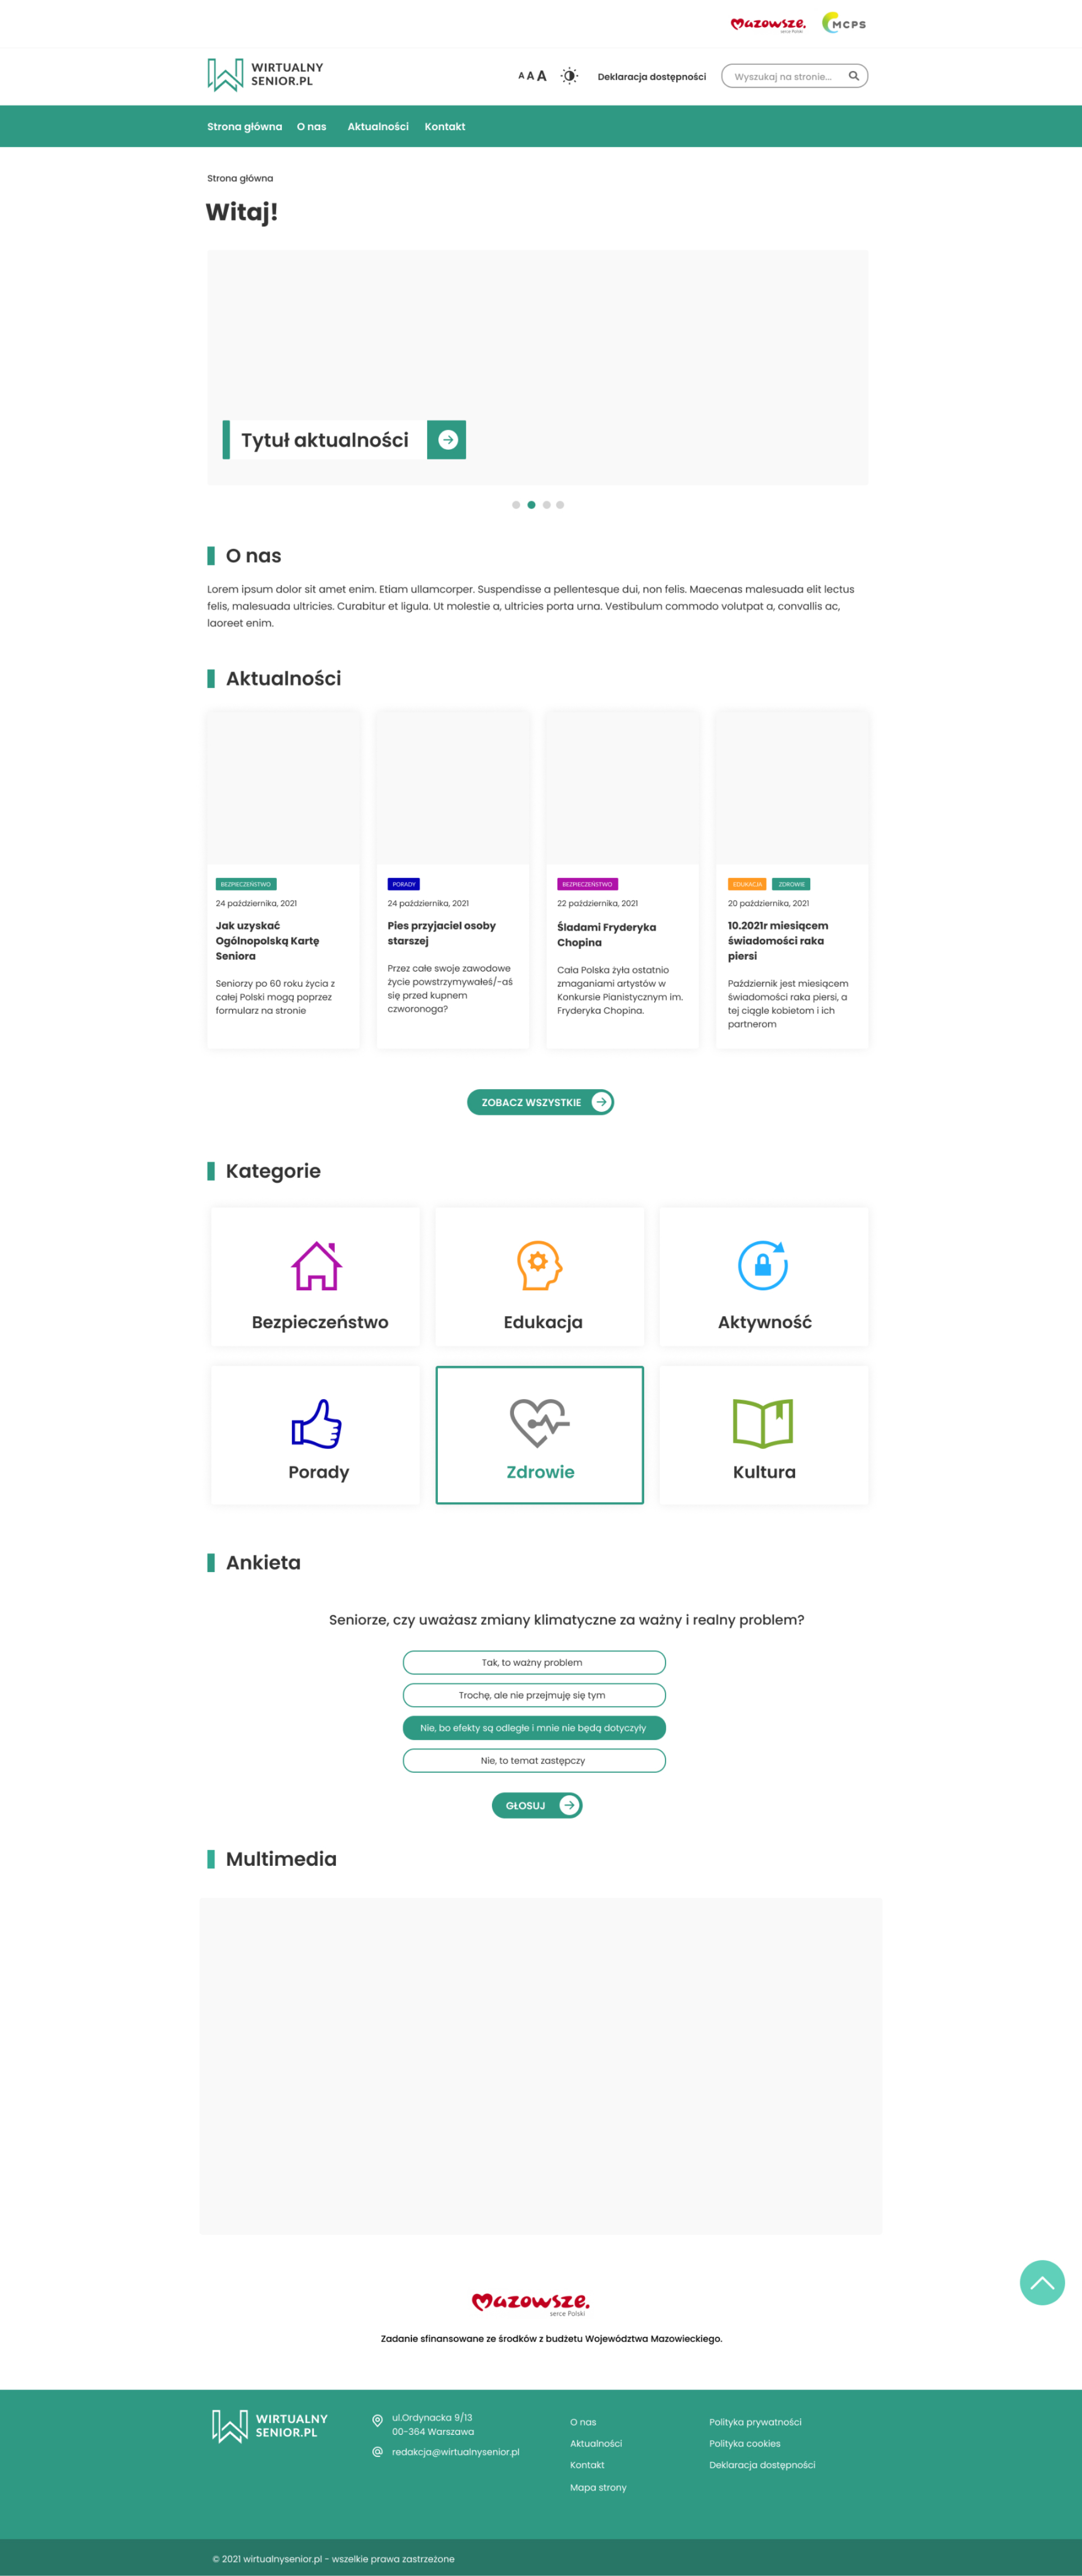 mazowsze.
serce Polski
MCPS
WIRTUALNY
SENIOR.PL
A A A
Deklaracja dostępności
Wyszukaj na stronie...
Strona główna
O nas
Aktualności
Kontakt
Strona główna
Witaj!
Tytuł aktualności
O nas
Lorem ipsum dolor sit amet enim. Etiam ullamcorper. Suspendisse a pellentesque dui, non felis. Maecenas malesuada elit lectus
felis, malesuada ultricies. Curabitur et ligula. Ut molestie a, ultricies porta urna. Vestibulum commodo volutpat a, convallis ac,
laoreet enim.
Aktualności
BEZPIECZEŃSTWO
24 października, 2021
Jak uzyskać
Ogólnopolską Kartę
Seniora
Seniorzy po 60 roku życia z
całej Polski mogą poprzez
formularz na stronie
PORADY
24 października, 2021
Pies przyjaciel osoby
starszej
Przez całe swoje zawodowe
życie powstrzymywałeś/-aś
się przed kupnem
czworonoga?
BEZPIECZEŃSTWO
22 października, 2021
Śladami Fryderyka
Chopina
Cała Polska żyła ostatnio
zmaganiami artystów w
Konkursie Pianistycznym im.
Fryderyka Chopina.
EDUKACJA
ZDROWIE
20 października, 2021
10.2021r miesiącem
świadomości raka
piersi
Październik jest miesiącem
świadomości raka piersi, a
tej ciągle kobietom i ich
partnerom
ZOBACZ WSZYSTKIE
Kategorie
Bezpieczeństwo
Edukacja
Aktywność
Porady
Zdrowie
Kultura
Ankieta
Seniorze, czy uważasz zmiany klimatyczne za ważny i realny problem?
Tak, to ważny problem
Trochę, ale nie przejmuję się tym
Nie, bo efekty są odległe i mnie nie będą dotyczyły
Nie, to temat zastępczy
GŁOSUJ
Multimedia
mazowsze.
serce Polski
Zadanie sfinansowane ze środków z budżetu Województwa Mazowieckiego.
WIRTUALNY
SENIOR.PL
ul.Ordynacka 9/13
00-364 Warszawa
redakcja@wirtualnysenior.pl
O nas
Aktualności
Kontakt
Mapa strony
Polityka prywatności
Polityka cookies
Deklaracja dostępności
© 2021 wirtualnysenior.pl - wszelkie prawa zastrzeżone